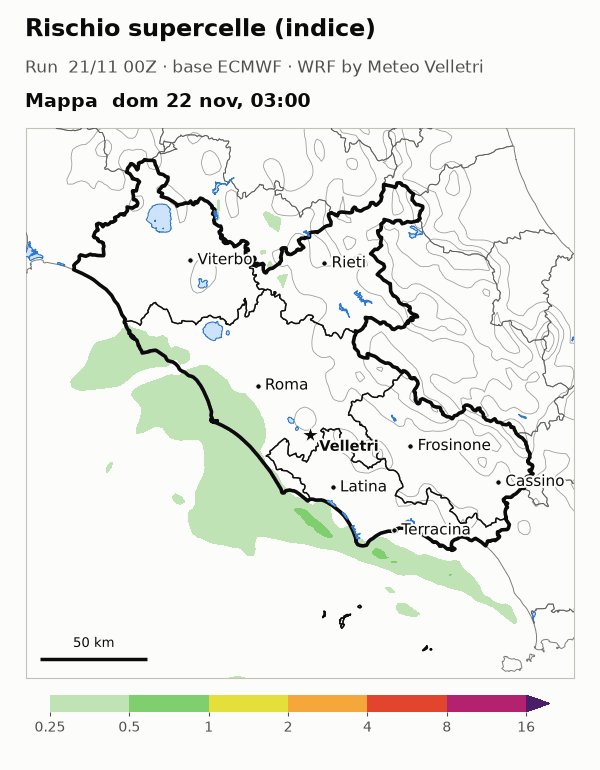 Rischio supercelle (indice)
Run 21/11 00Z · base ECMWF · WRF by Meteo Velletri
Mappa dom 22 nov, 03:00
Viterbo
Rieti
Roma
Velletri
Frosinone
Cassino
Latina
Terracina
50 km
0.25 0.5 1 2 4 8 16